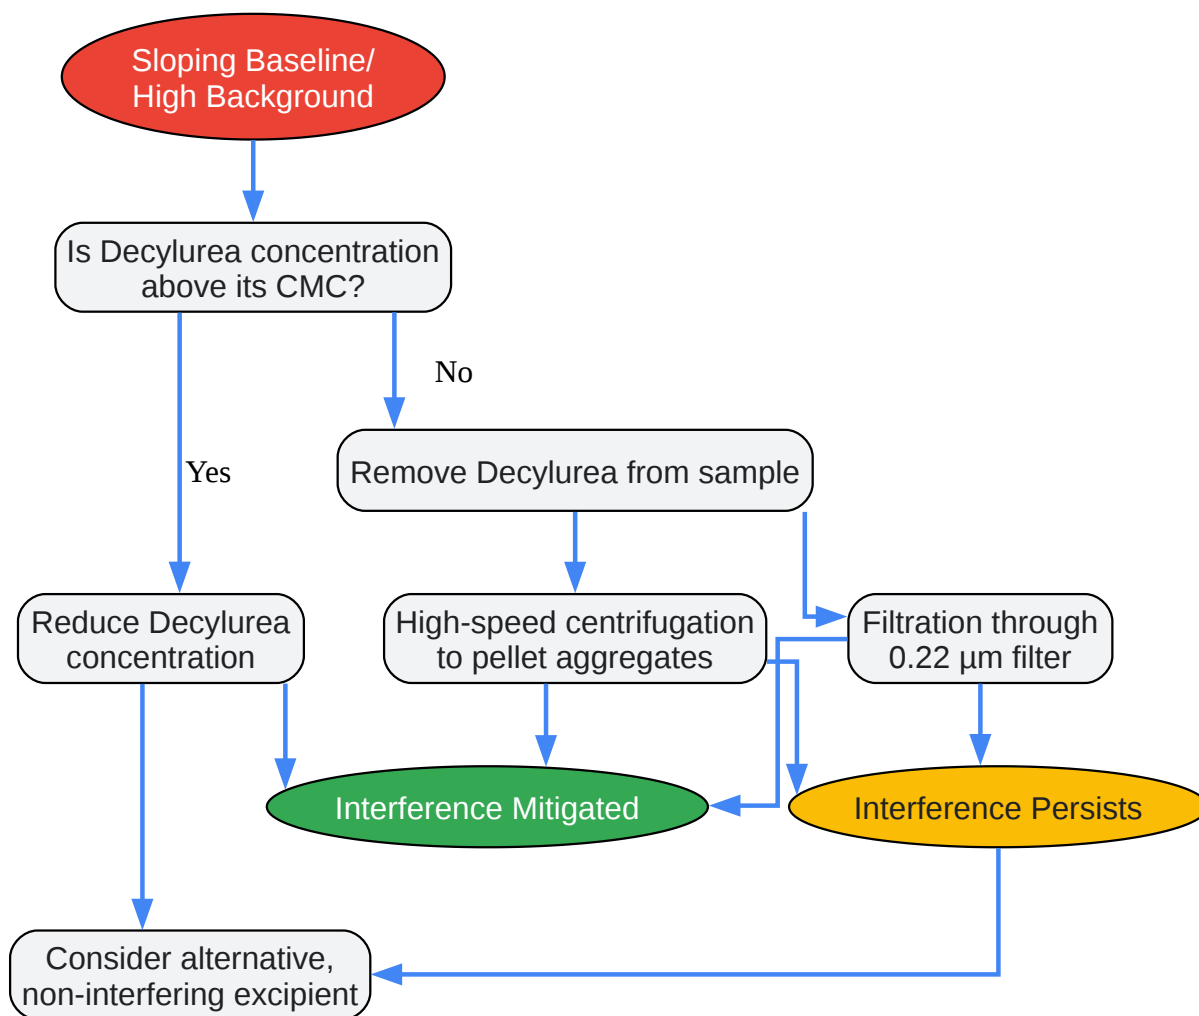 Sloping Baseline/
High Background
Is Decylurea concentration
above its CMC?
No
Yes
Remove Decylurea from sample
Reduce Decylurea
concentration
High-speed centrifugation
to pellet aggregates
Filtration through
0.22 µm filter
Interference Mitigated
Interference Persists
Consider alternative,
non-interfering excipient